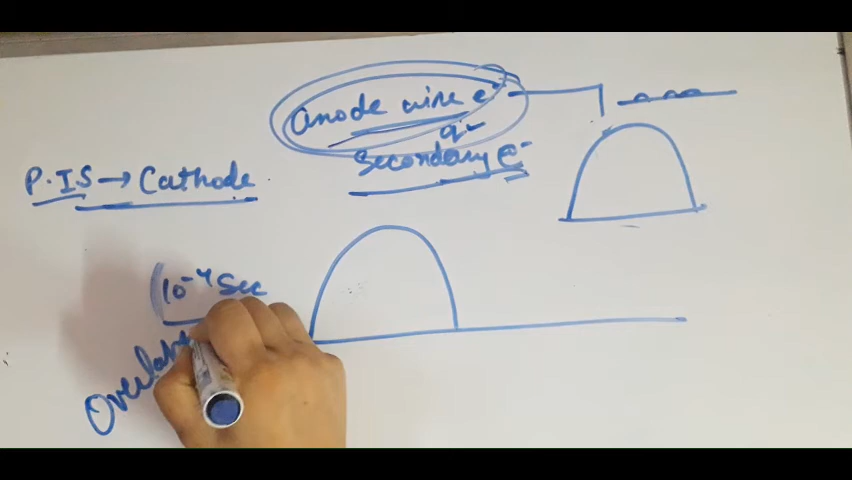 anode wire e-
Secondary e-
P.I.S → Cathode
10-4 Sec